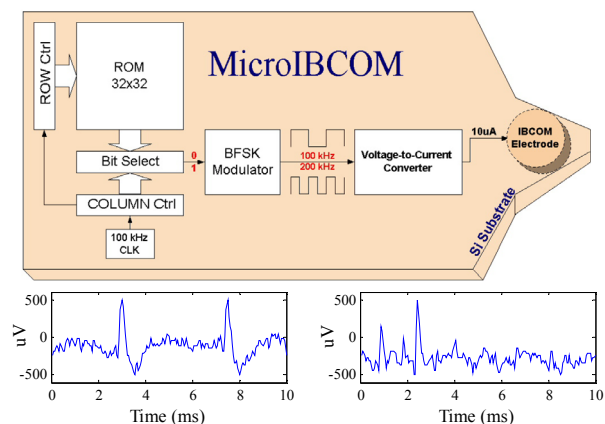 MicroIBCOM
ROW Ctrl
ROM
32x32
Bit Select
COLUMN Ctrl
100 kHz
CLK
0
1
BFSK
Modulator
100 kHz
200 kHz
Voltage-to-Current
Converter
10uA
IBCOM
Electrode
Si Substrate
500
0
-500
uV
0 2 4 6 8 10
Time (ms)
500
0
-500
uV
0 2 4 6 8 10
Time (ms)